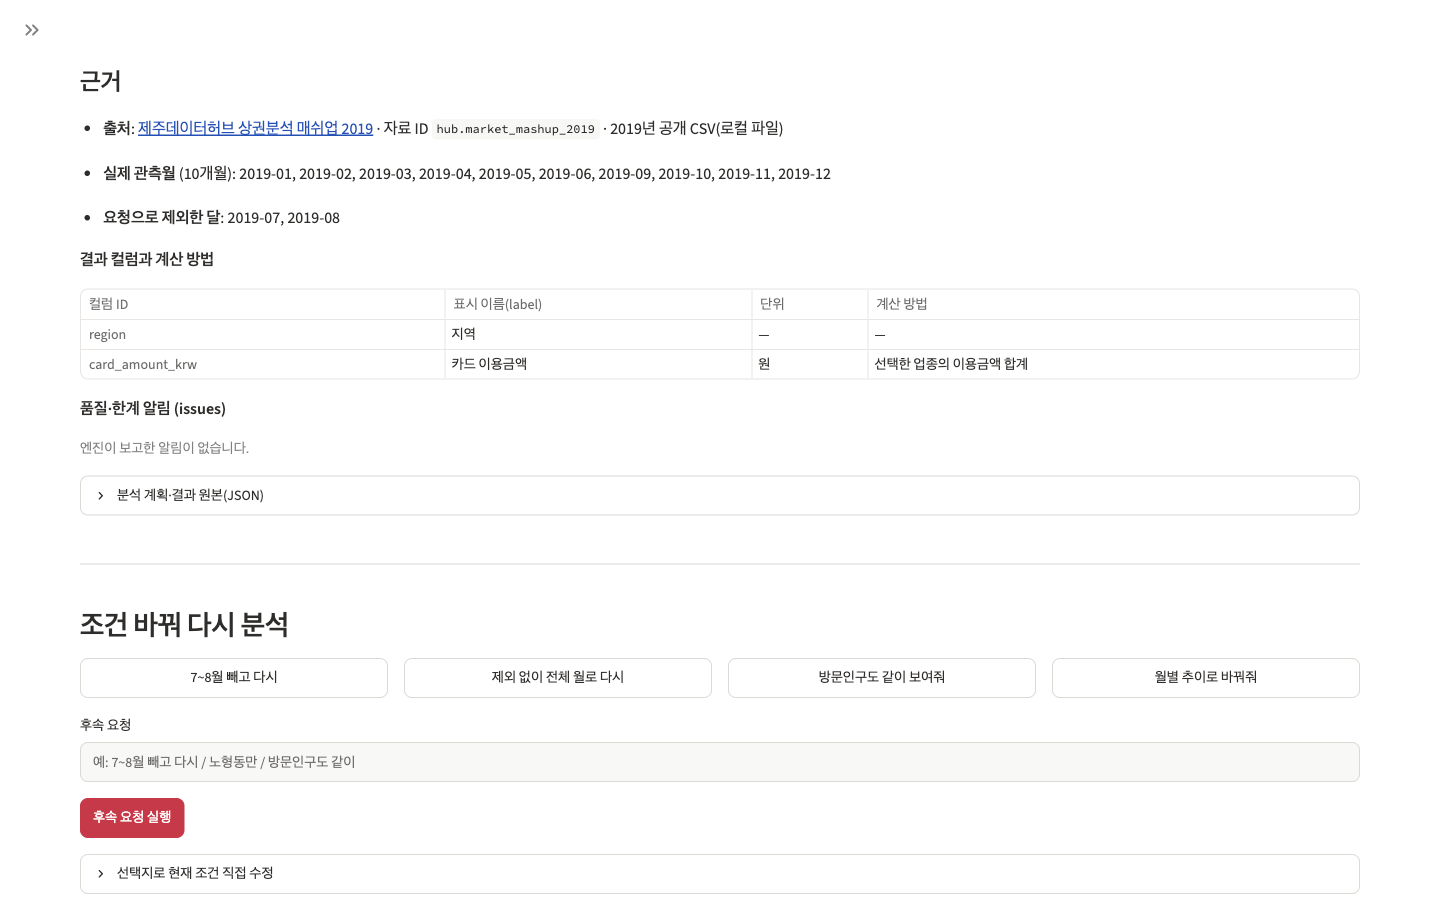 근거
출처: 제주데이터허브 상권분석 매쉬업 2019 · 자료 ID hub.market_mashup_2019 · 2019년 공개 CSV(로컬 파일)
실제 관측월 (10개월): 2019-01, 2019-02, 2019-03, 2019-04, 2019-05, 2019-06, 2019-09, 2019-10, 2019-11, 2019-12
요청으로 제외한 달: 2019-07, 2019-08
결과 컬럼과 계산 방법
컬럼 ID 표시 이름(label) 단위 계산 방법
region 지역 — —
card_amount_krw 카드 이용금액 원 선택한 업종의 이용금액 합계
품질·한계 알림 (issues)
엔진이 보고한 알림이 없습니다.
분석 계획·결과 원본(JSON)
조건 바꿔 다시 분석
7~8월 빼고 다시 제외 없이 전체 월로 다시 방문인구도 같이 보여줘 월별 추이로 바꿔줘
후속 요청
예: 7~8월 빼고 다시 / 노형동만 / 방문인구도 같이
후속 요청 실행
선택지로 현재 조건 직접 수정